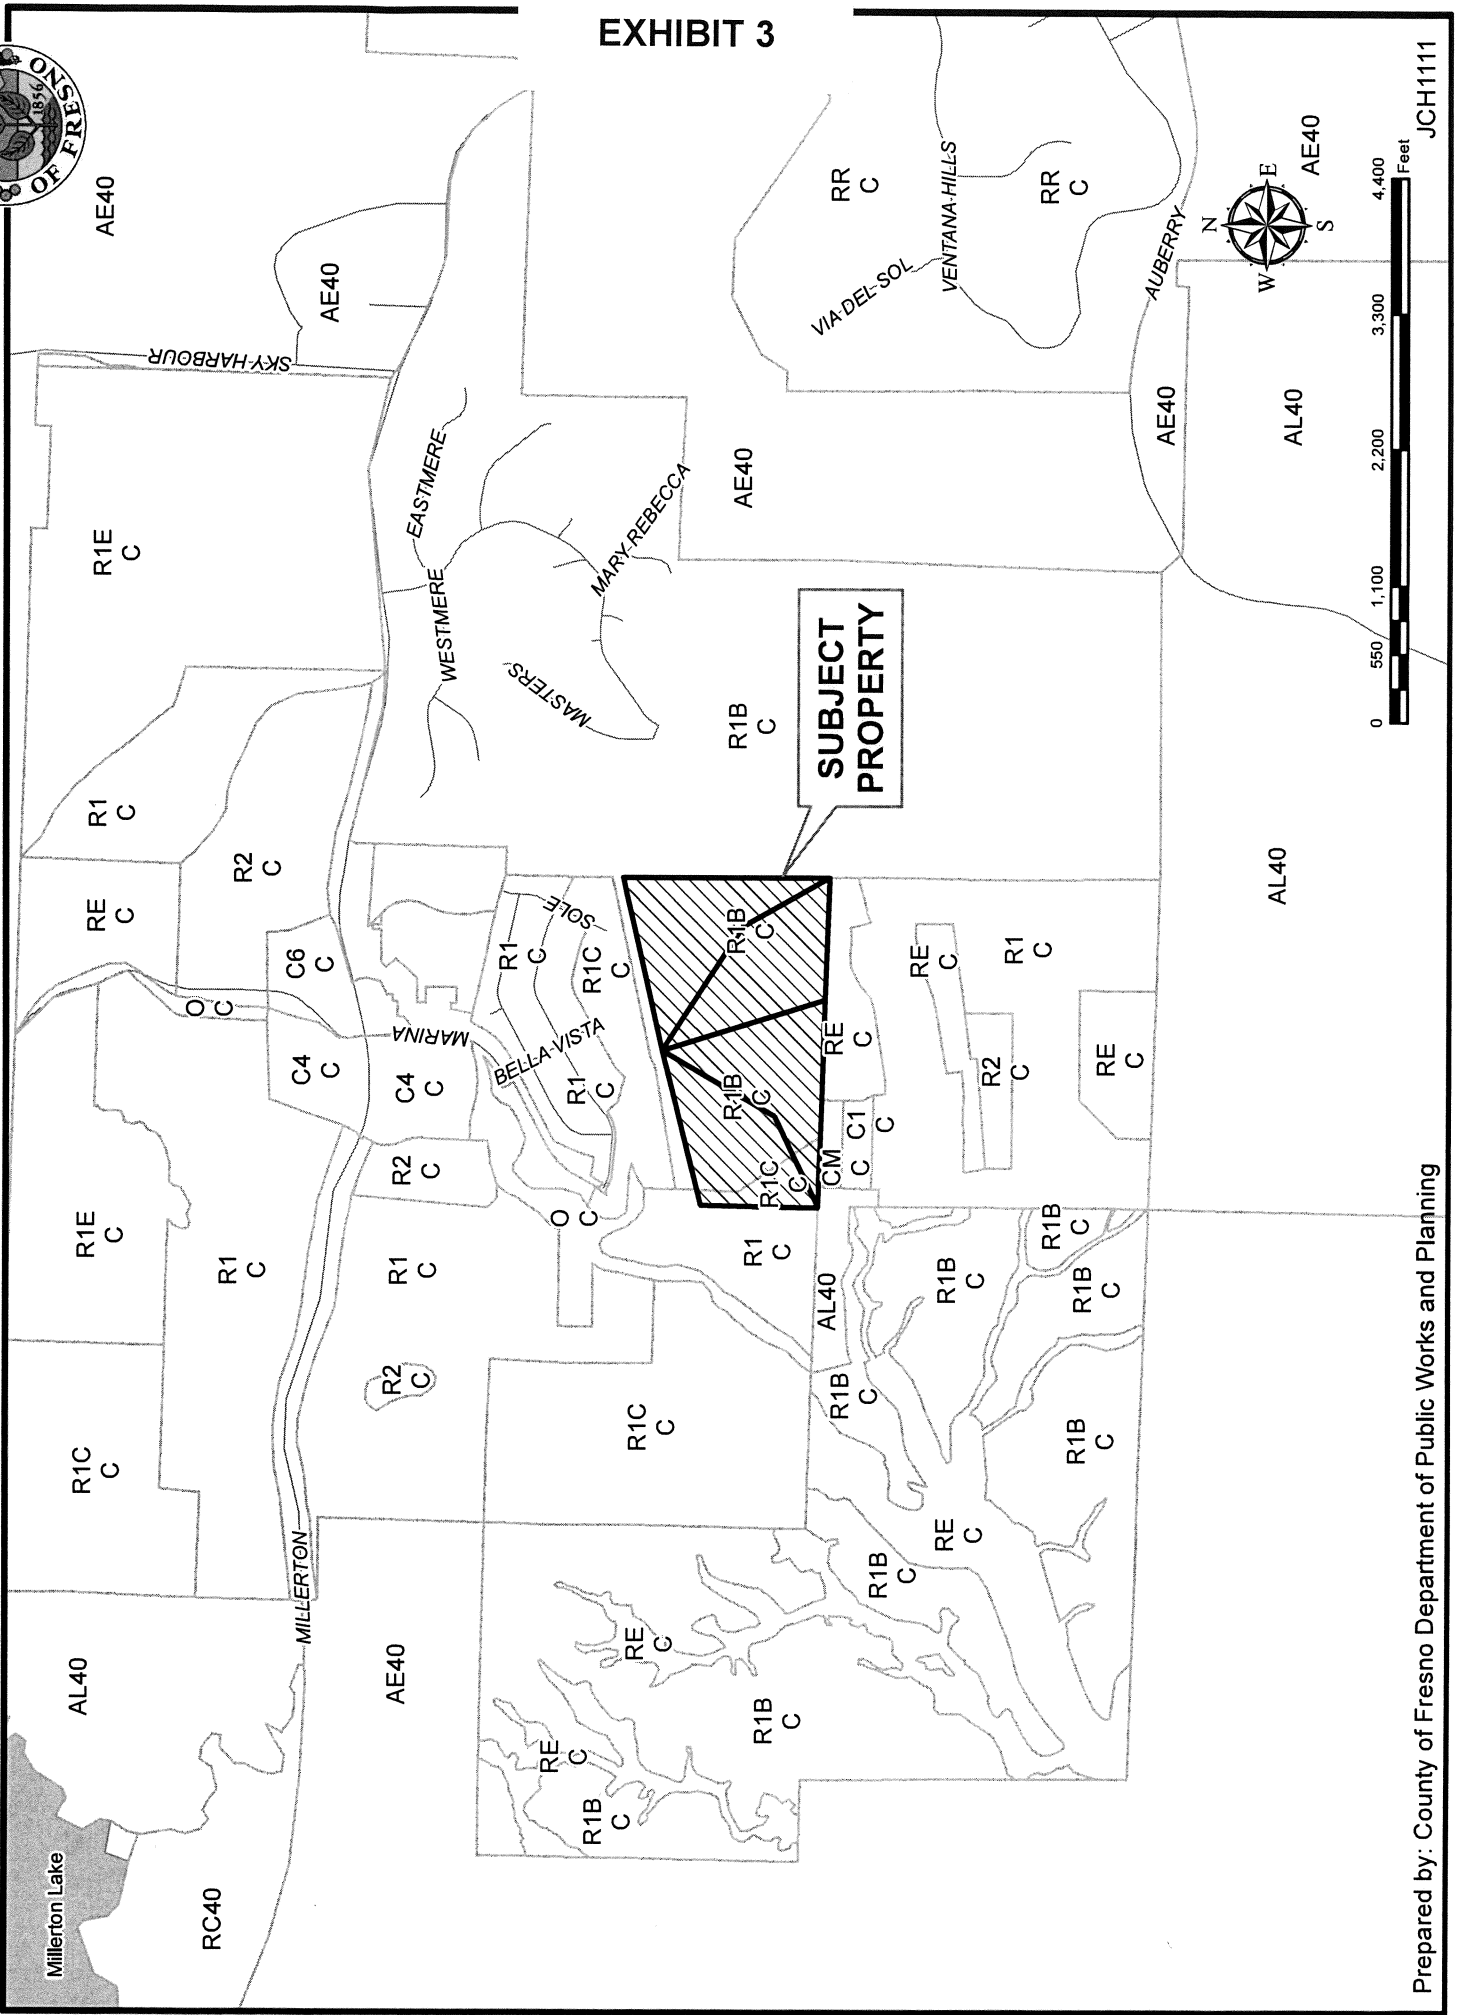 EXHIBIT 3
OF FRESNO
1856
Millerton Lake
RC40
AL40
R1C
C
R1E
C
RE
C
R1
C
R1E
C
AE40
SKY HARBOUR
AE40
R1
C
O
C
R2
C
C6
C
C4
C
C4
C
MILLERTON
AE40
R2
C
R1
C
R2
C
MARINA
WESTMERE
EASTMERE
MASTERS
MARY-REBECCA
R1
C
SOLE
R1C
C
BELLA VISTA
R1
C
O
C
RE
C
R1B
C
RE
C
R1C
C
R1
C
R1B
C
R1B
C
R1B
C
R1C
C
R1B
C
SUBJECT
PROPERTY
AE40
RR
C
VIA-DEL-SOL
VENTANA-HILLS
RR
C
AL40
CM
C
C1
C
RE
C
R1B
C
R1B
C
RE
C
R1B
C
R1B
C
R1B
C
R1B
C
RE
C
R1
C
R2
C
RE
C
AUBERRY
AE40
AL40
AL40
AE40
N
E
S
W
0
550
1,100
2,200
3,300
4,400
Feet
Prepared by: County of Fresno Department of Public Works and Planning
JCH1111